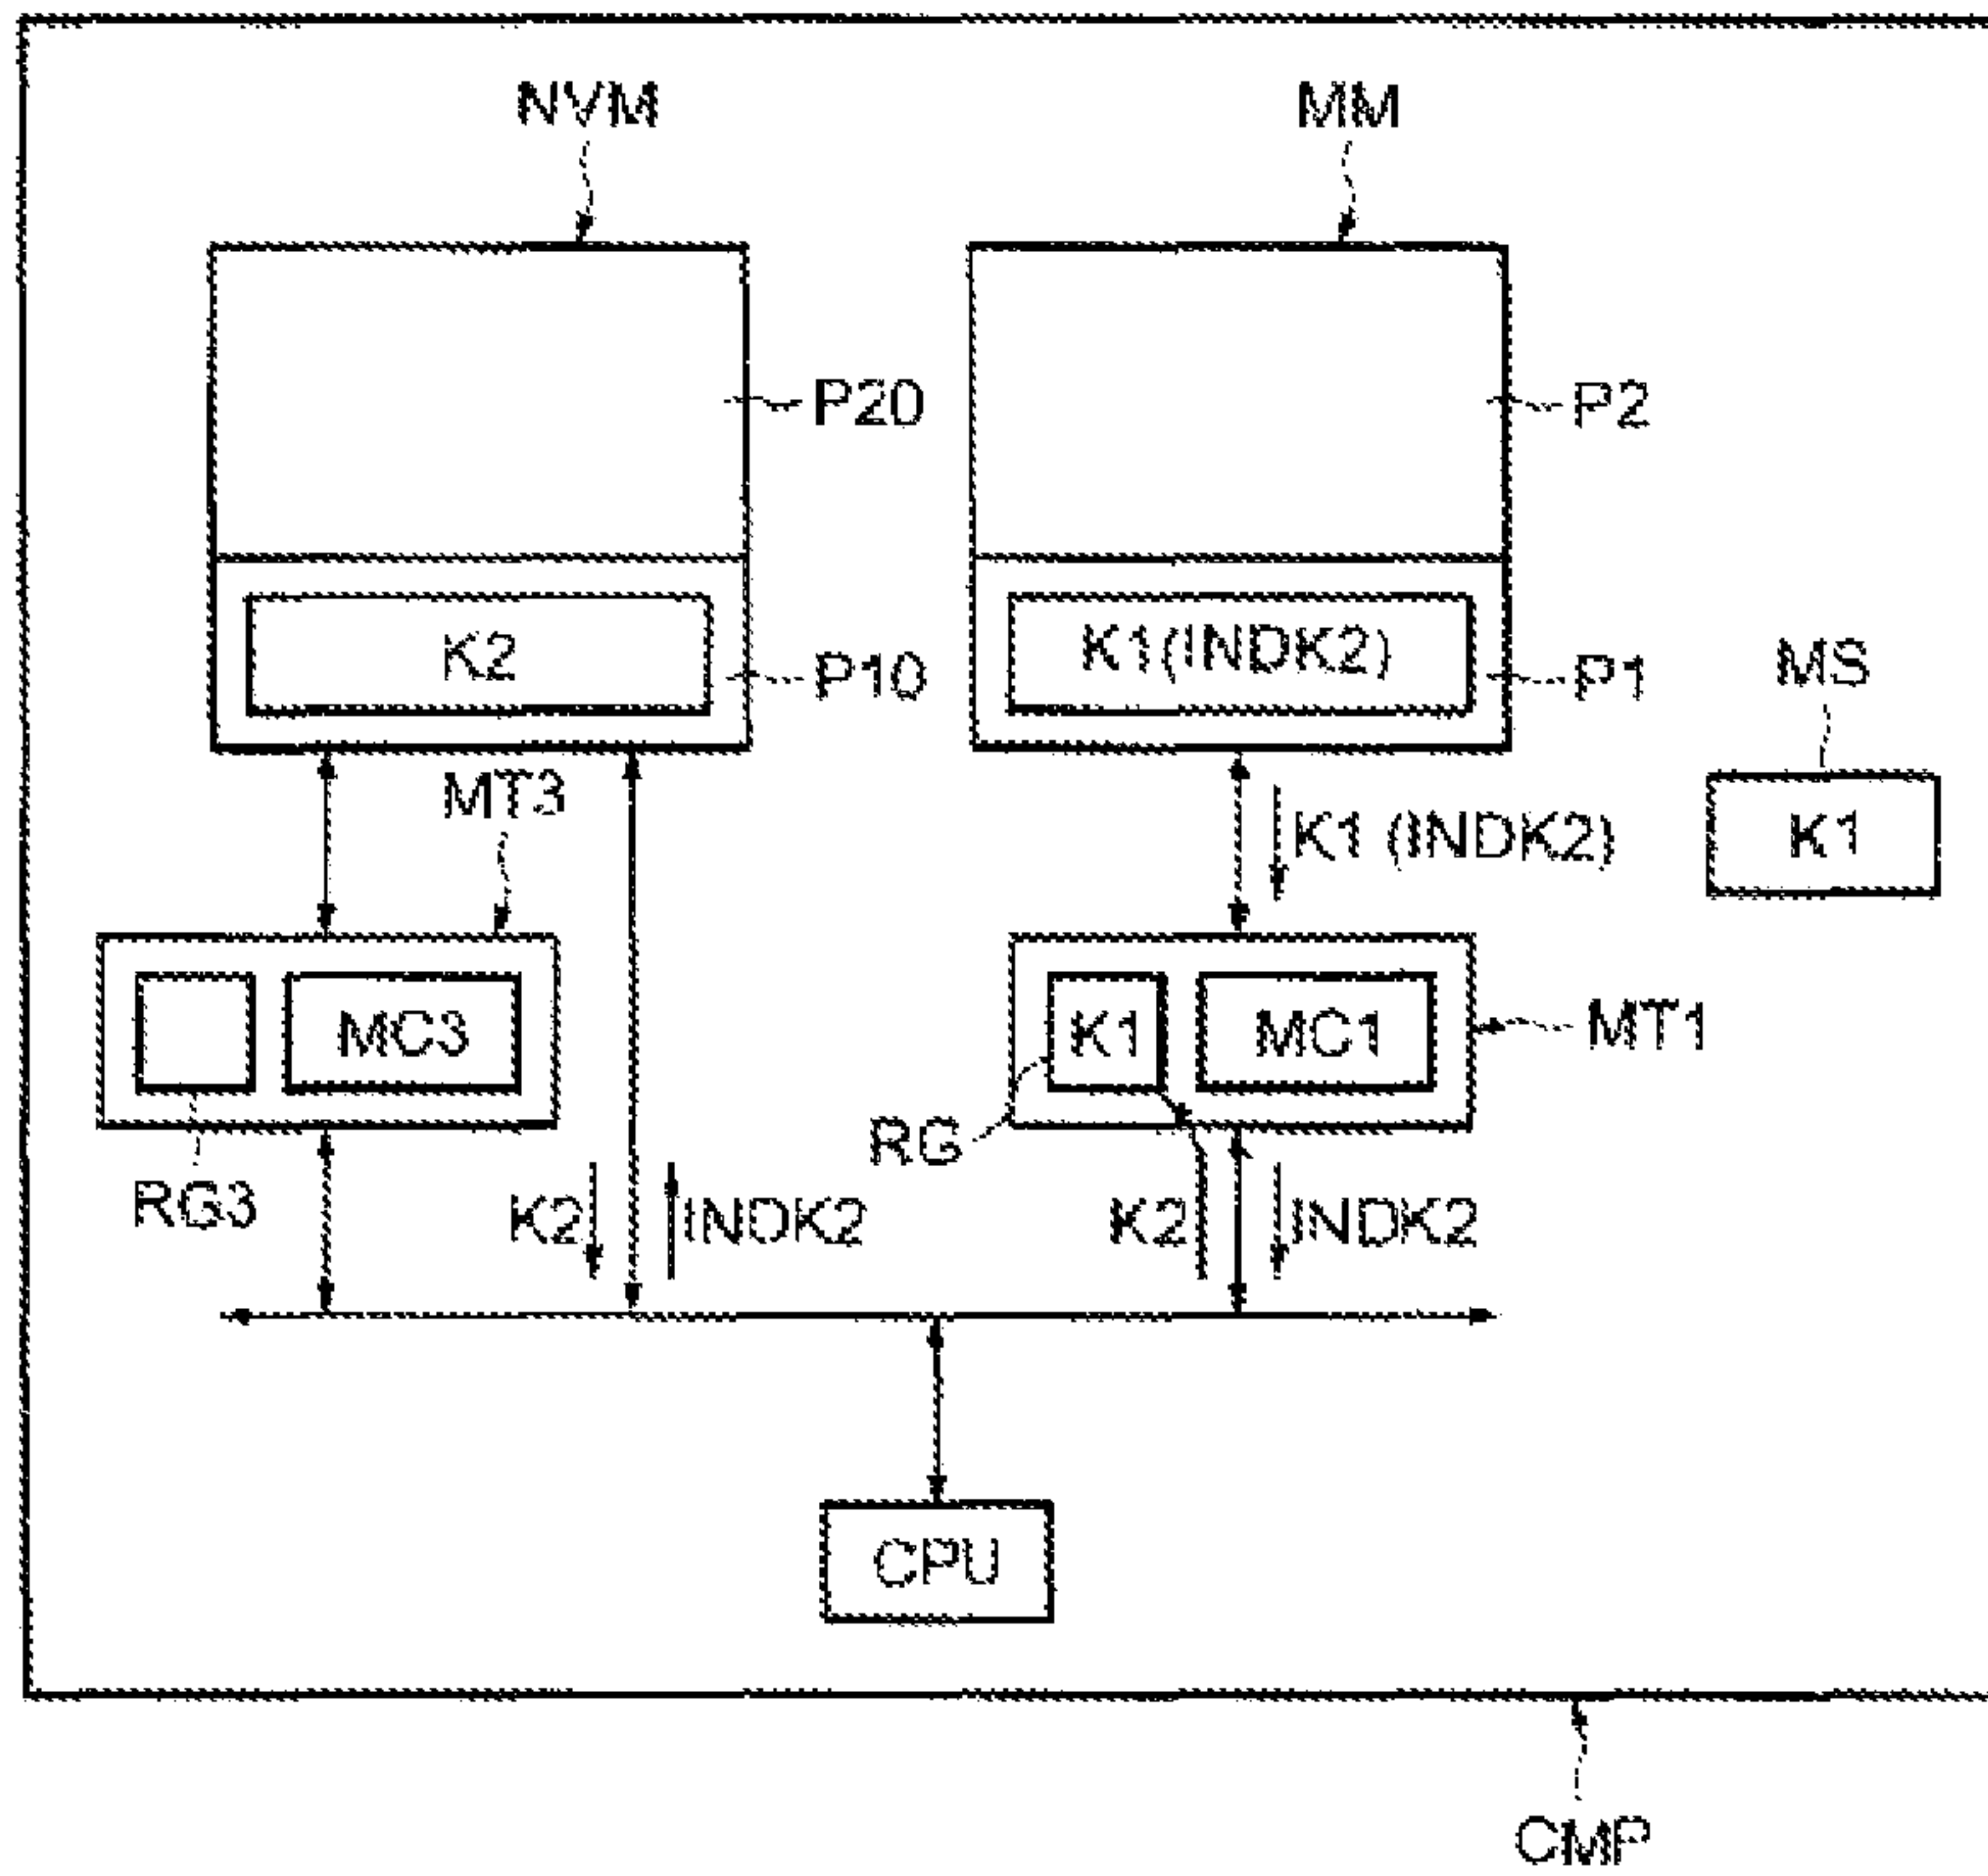 NVM
MM
P20
P2
K2
P10
K1(INDK2)
P1
MS
K1
MT3
K1 (INDK2)
MC3
K1
MC1
MT1
RG
RG3
K2
INDK2
K2
INDK2
CPU
CMP